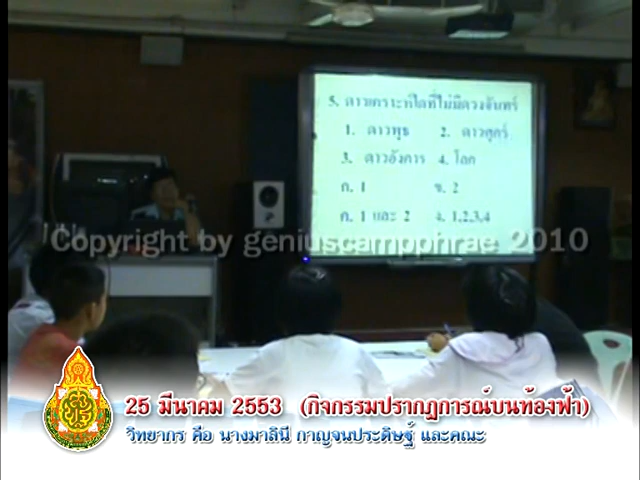 5. ดาวเคราะห์ใดที่ไม่มีดวงจันทร์
1. ดาวพุธ 2. ดาวศุกร์
3. ดาวอังคาร 4. โลก
ก. 1 ข. 2
ค. 1 และ 2 ง. 1,2,3,4
Copyright by geniuscampphrae 2010
25 มีนาคม 2553 (กิจกรรมปรากฏการณ์บนท้องฟ้า)
วิทยากร คือ นางมาลินี กาญจนประดิษฐ์ และคณะ